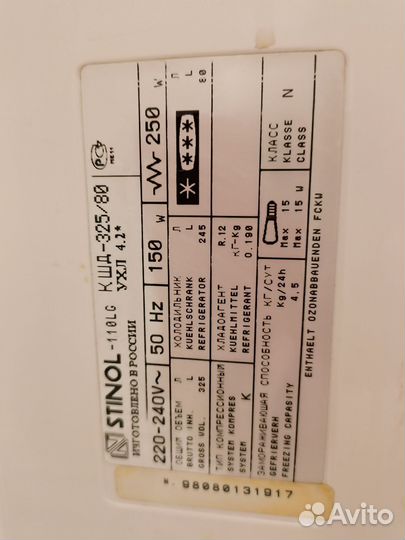 STINOL -110LG КШД-325/80
ИЗГОТОВЛЕНО В РОССИИ УХЛ 4.2*
РС
220-240V~ 50 Hz 150 W 250 W
ОБЩИЙ ОБЪЕМ Л
BRUTTO INH. L
GROSS VOL. 325
ХОЛОДИЛЬНИК Л
KUEHLSCHRANK L
REFRIGERATOR 245
Л
L
80
ТИП КОМПРЕССИОННЫЙ
SYSTEM KOMPRES
SYSTEM K
ХЛАДОАГЕНТ R.12
KUEHLMITTEL КГ-Kg
REFRIGERANT 0.190
ЗАМОРАЖИВАЮЩАЯ СПОСОБНОСТЬ КГ/СУТ
GEFRIERVERM Kg/24h
FREEZING CAPACITY 4,5
Max 15
Max 15 W
КЛАСС
KLASSE N
CLASS
ENTHAELT OZONABBAUENDEN FCKW
N. 98080131917
Avito